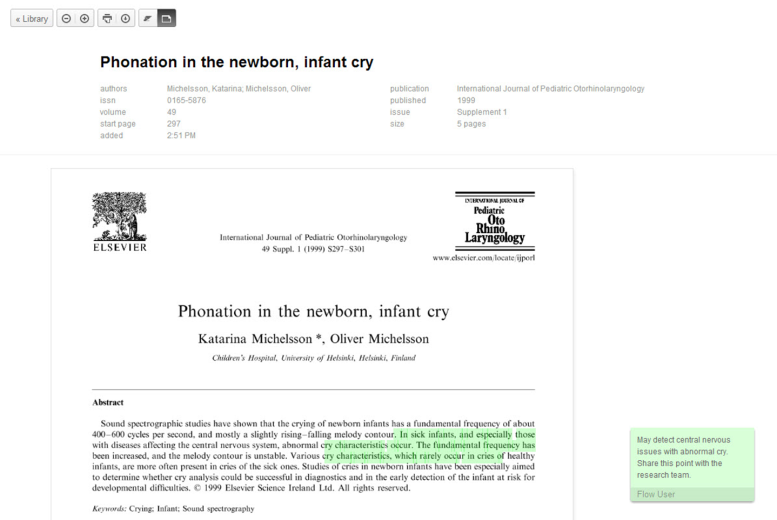 « Library
Phonation in the newborn, infant cry
authors Michelsson, Katarina; Michelsson, Oliver publication International Journal of Pediatric Otorhinolaryngology
issn 0165-5876 published 1999
volume 49 issue Supplement 1
start page 297 size 5 pages
added 2:51 PM
ELSEVIER
International Journal of Pediatric Otorhinolaryngology
49 Suppl. 1 (1999) S297–S301
INTERNATIONAL JOURNAL OF
Pediatric
Oto
Rhino
Laryngology
www.elsevier.com/locate/ijporl
Phonation in the newborn, infant cry
Katarina Michelsson *, Oliver Michelsson
Children's Hospital, University of Helsinki, Helsinki, Finland
Abstract
Sound spectrographic studies have shown that the crying of newborn infants has a fundamental frequency of about
400–600 cycles per second, and mostly a slightly rising–falling melody contour. In sick infants, and especially those
with diseases affecting the central nervous system, abnormal cry characteristics occur. The fundamental frequency has
been increased, and the melody contour is unstable. Various cry characteristics, which rarely occur in cries of healthy
infants, are more often present in cries of the sick ones. Studies of cries in newborn infants have been especially aimed
to determine whether cry analysis could be successful in diagnostics and in the early detection of the infant at risk for
developmental difficulties. © 1999 Elsevier Science Ireland Ltd. All rights reserved.
Keywords: Crying; Infant; Sound spectrography
May detect central nervous
issues with abnormal cry.
Share this point with the
research team.
Flow User